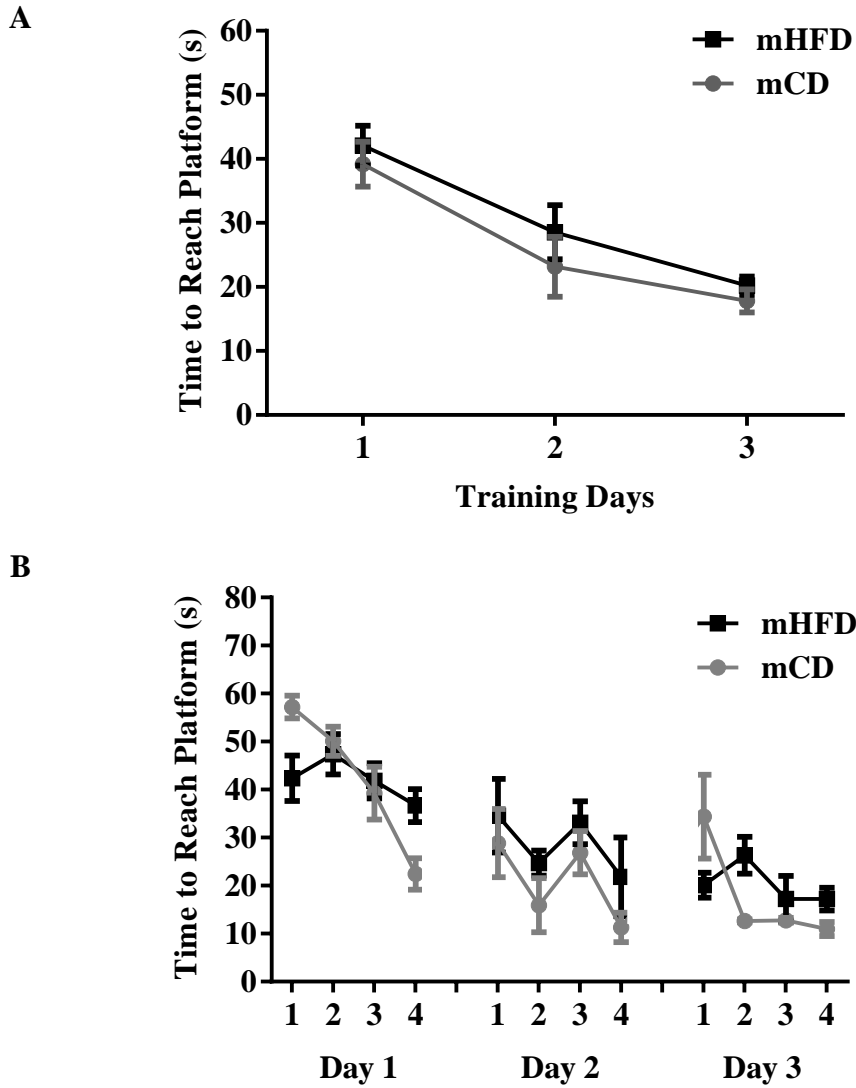 A
60
50
40
30
20
10
0
Time to Reach Platform (s)
mHFD
mCD
1 2 3
Training Days
B
80
70
60
50
40
30
20
10
0
Time to Reach Platform (s)
mHFD
mCD
1 2 3 4 1 2 3 4 1 2 3 4
Day 1 Day 2 Day 3